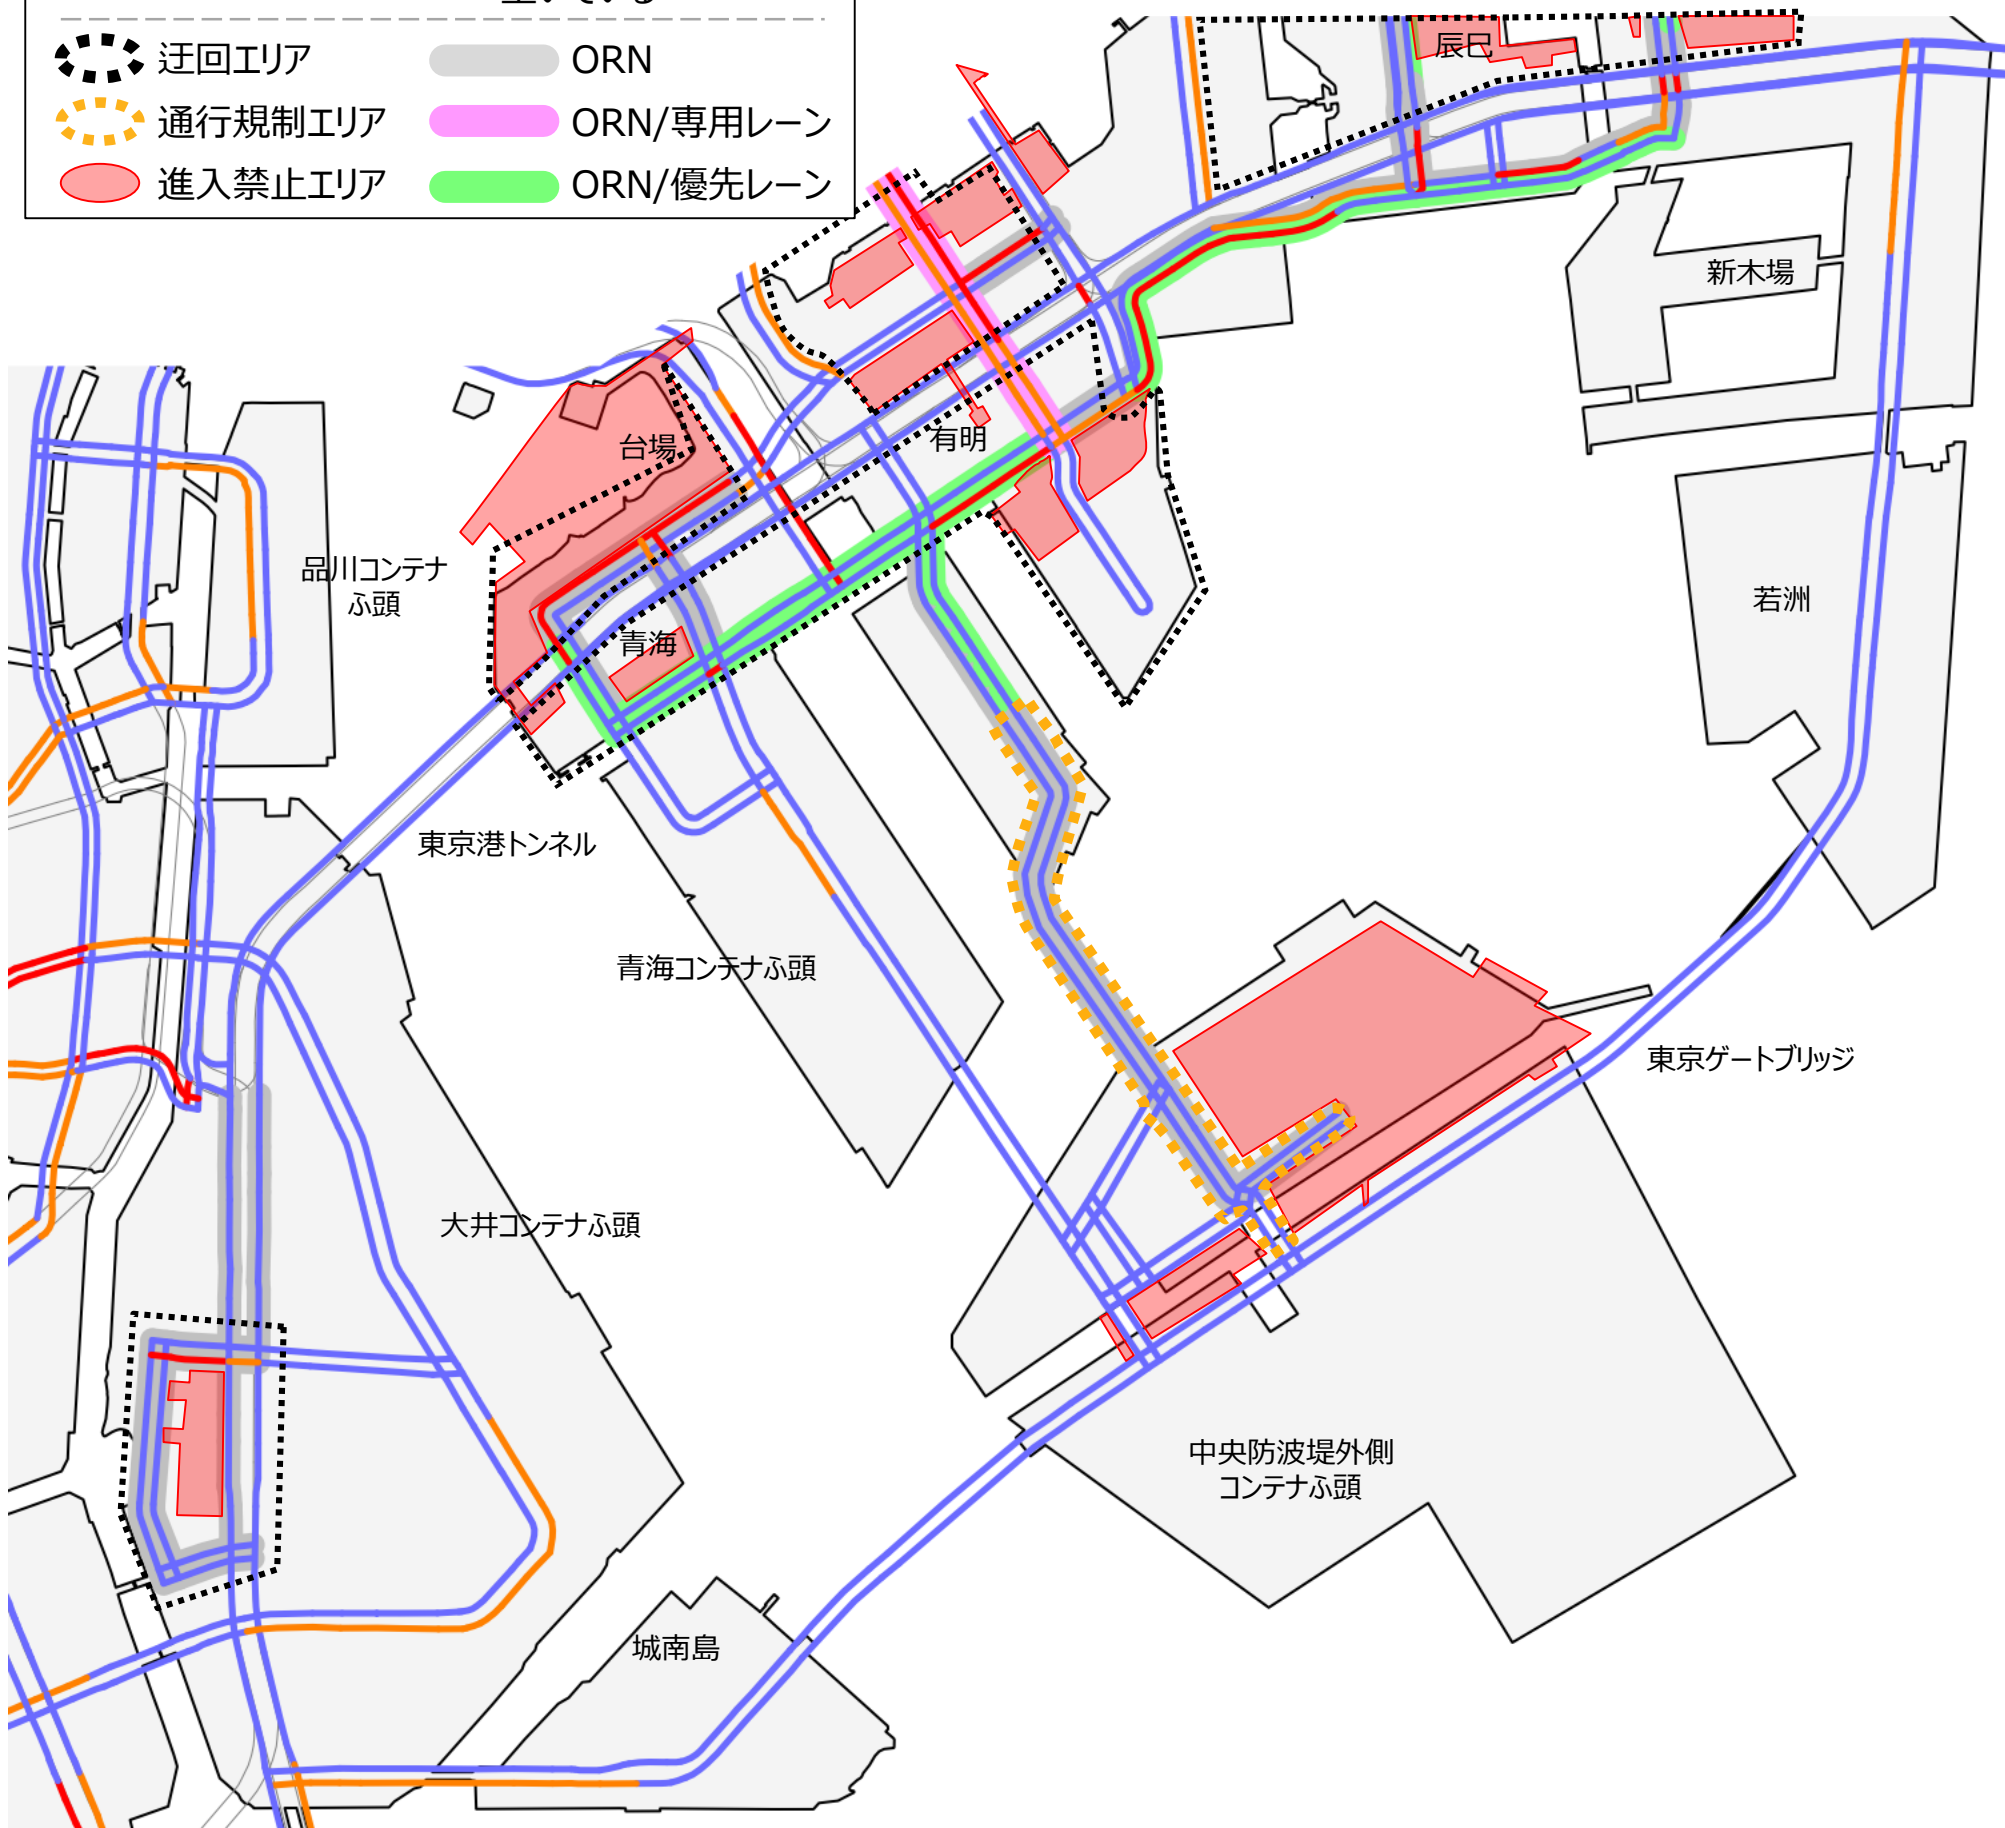 空いている
迂回エリア
ORN
通行規制エリア
ORN/専用レーン
進入禁止エリア
ORN/優先レーン
辰巳
新木場
台場
有明
品川コンテナ
ふ頭
若洲
青海
東京港トンネル
青海コンテナふ頭
東京ゲートブリッジ
大井コンテナふ頭
中央防波堤外側
コンテナふ頭
城南島